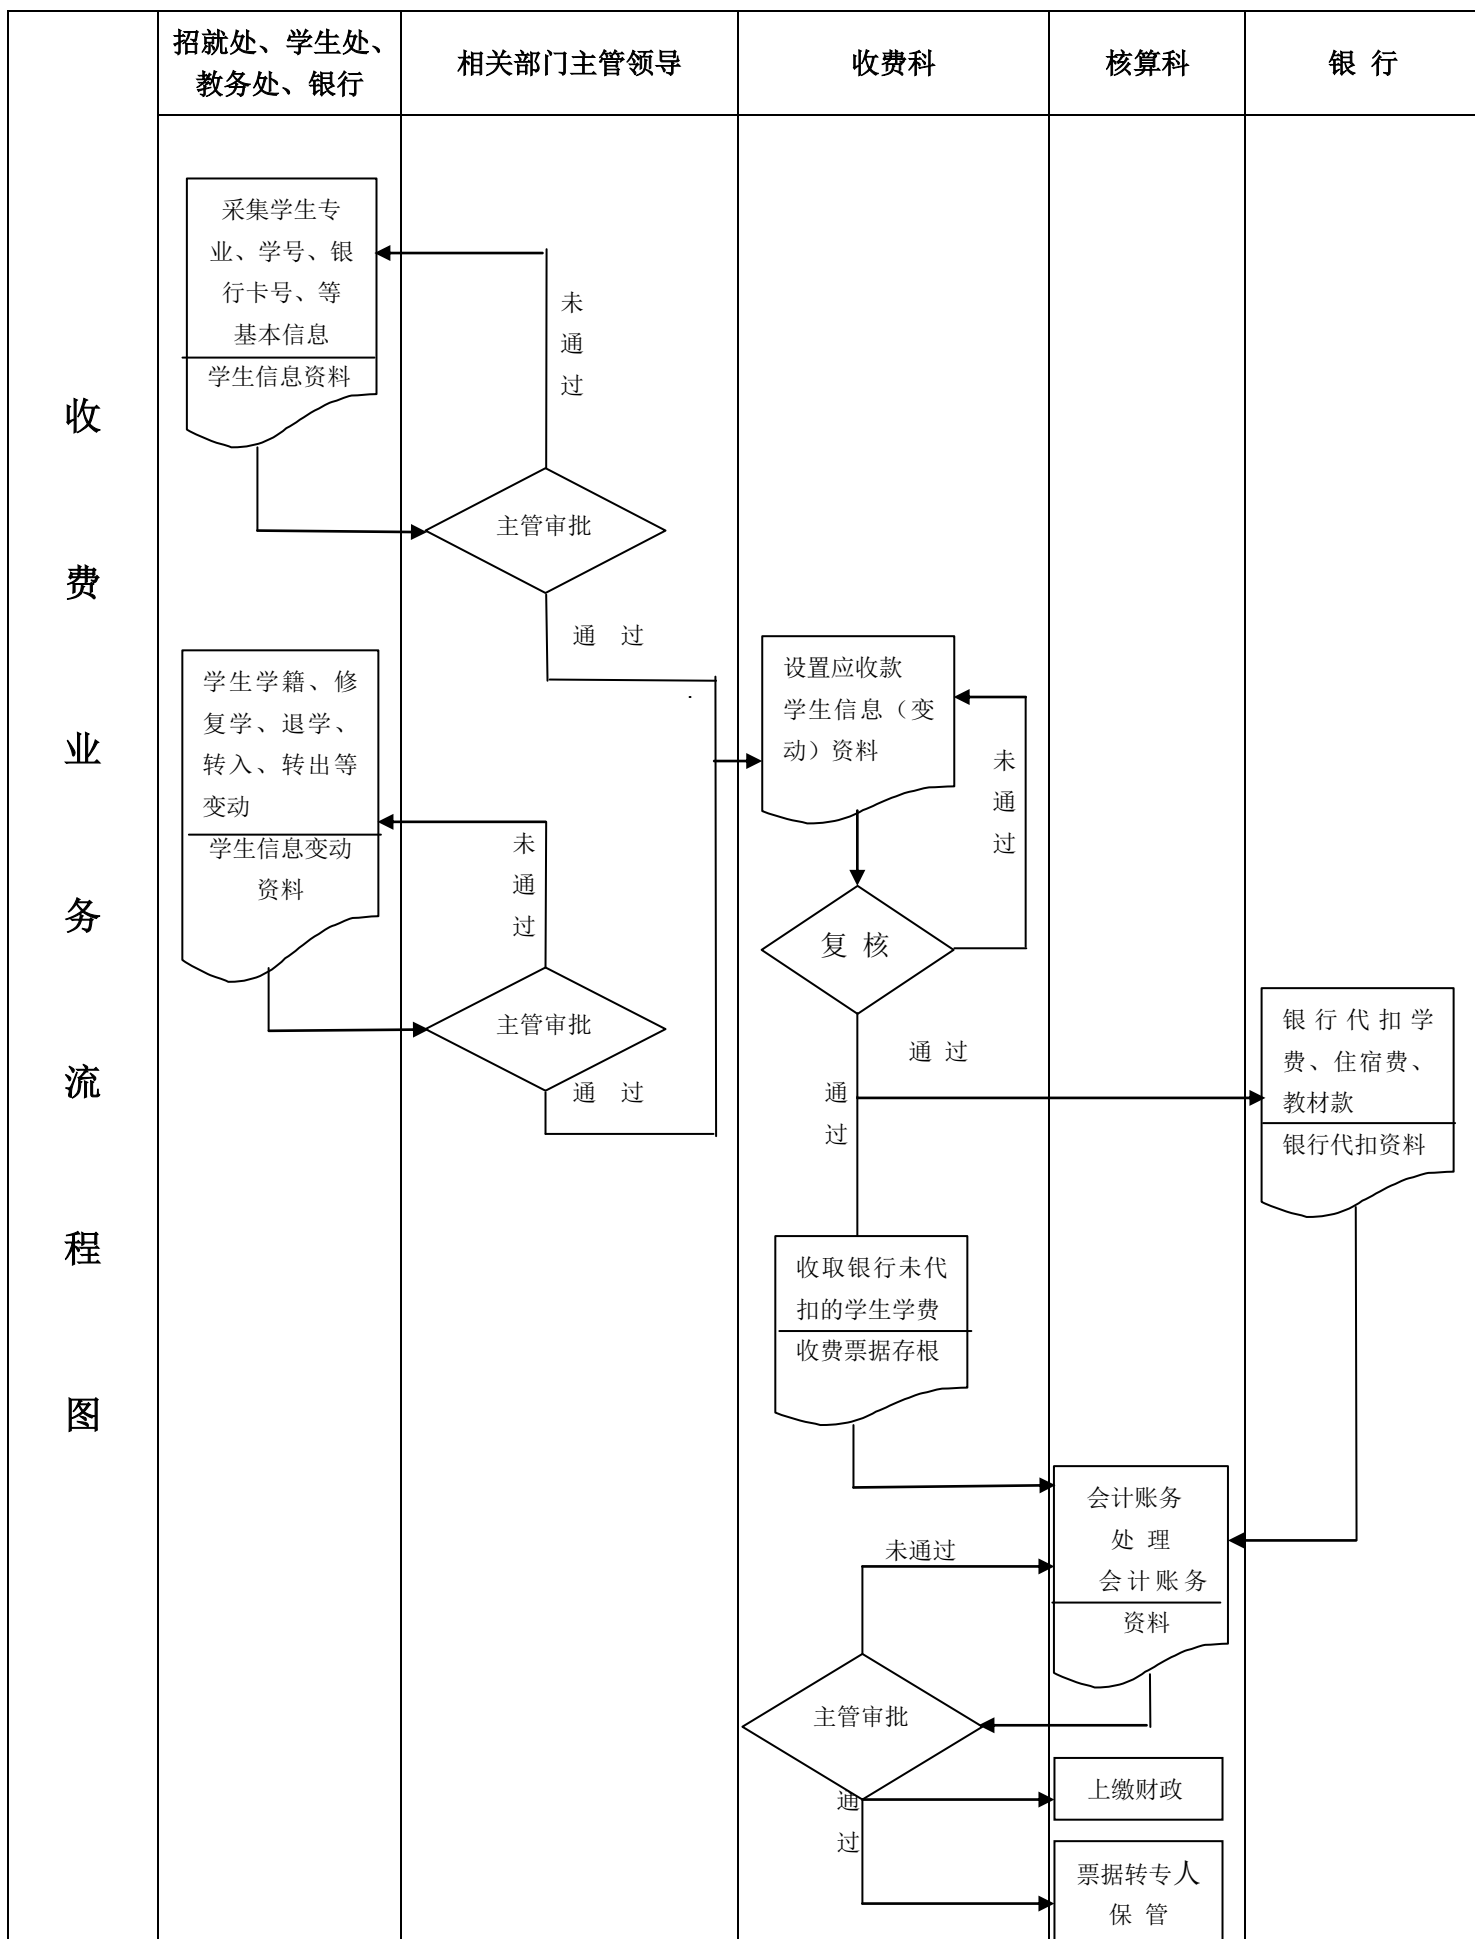 招就处、学生处、
教务处、银行
相关部门主管领导
收费科
核算科
银 行
收
费
业
务
流
程
图
采集学生专
业、学号、银
行卡号、等
基本信息
学生信息资料
未
通
过
主管审批
通 过
学生学籍、修
复学、退学、
转入、转出等
变动
学生信息变动
资料
未
通
过
主管审批
通 过
设置应收款
学生信息（变
动）资料
未
通
过
复 核
通 过
通
过
银行代扣学
费、住宿费、
教材款
银行代扣资料
收取银行未代
扣的学生学费
收费票据存根
会计账务
处 理
会计账务
资料
未通过
主管审批
通
过
上缴财政
票据转专人
保 管